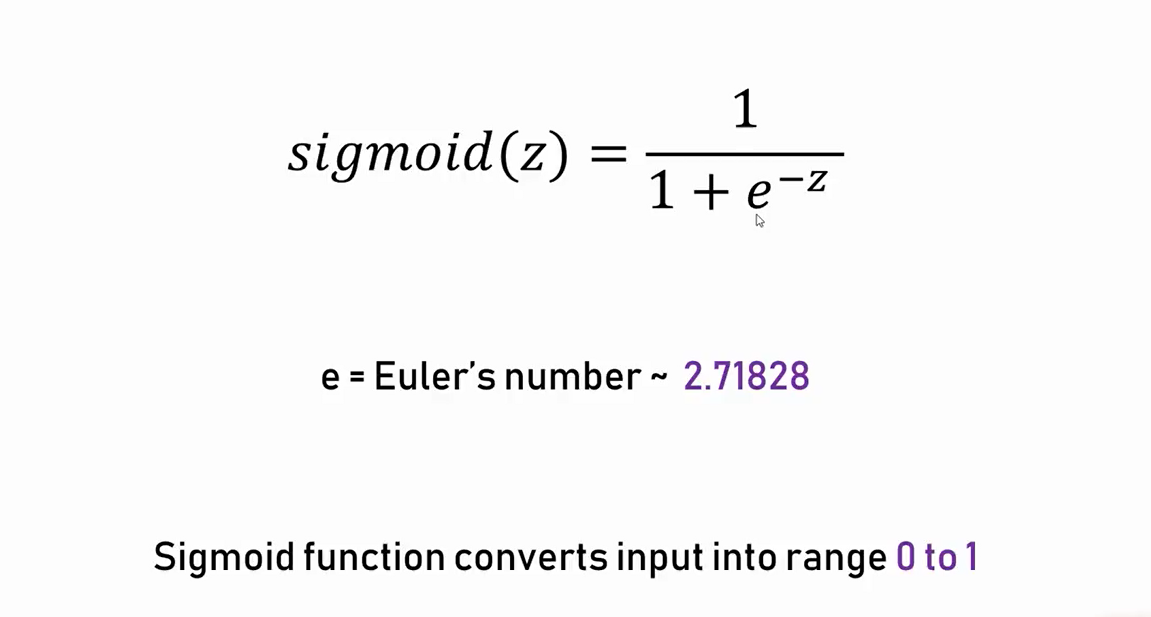 sigmoid(z) = 1 / (1 + e^{-z})
e = Euler's number ~ 2.71828
Sigmoid function converts input into range 0 to 1